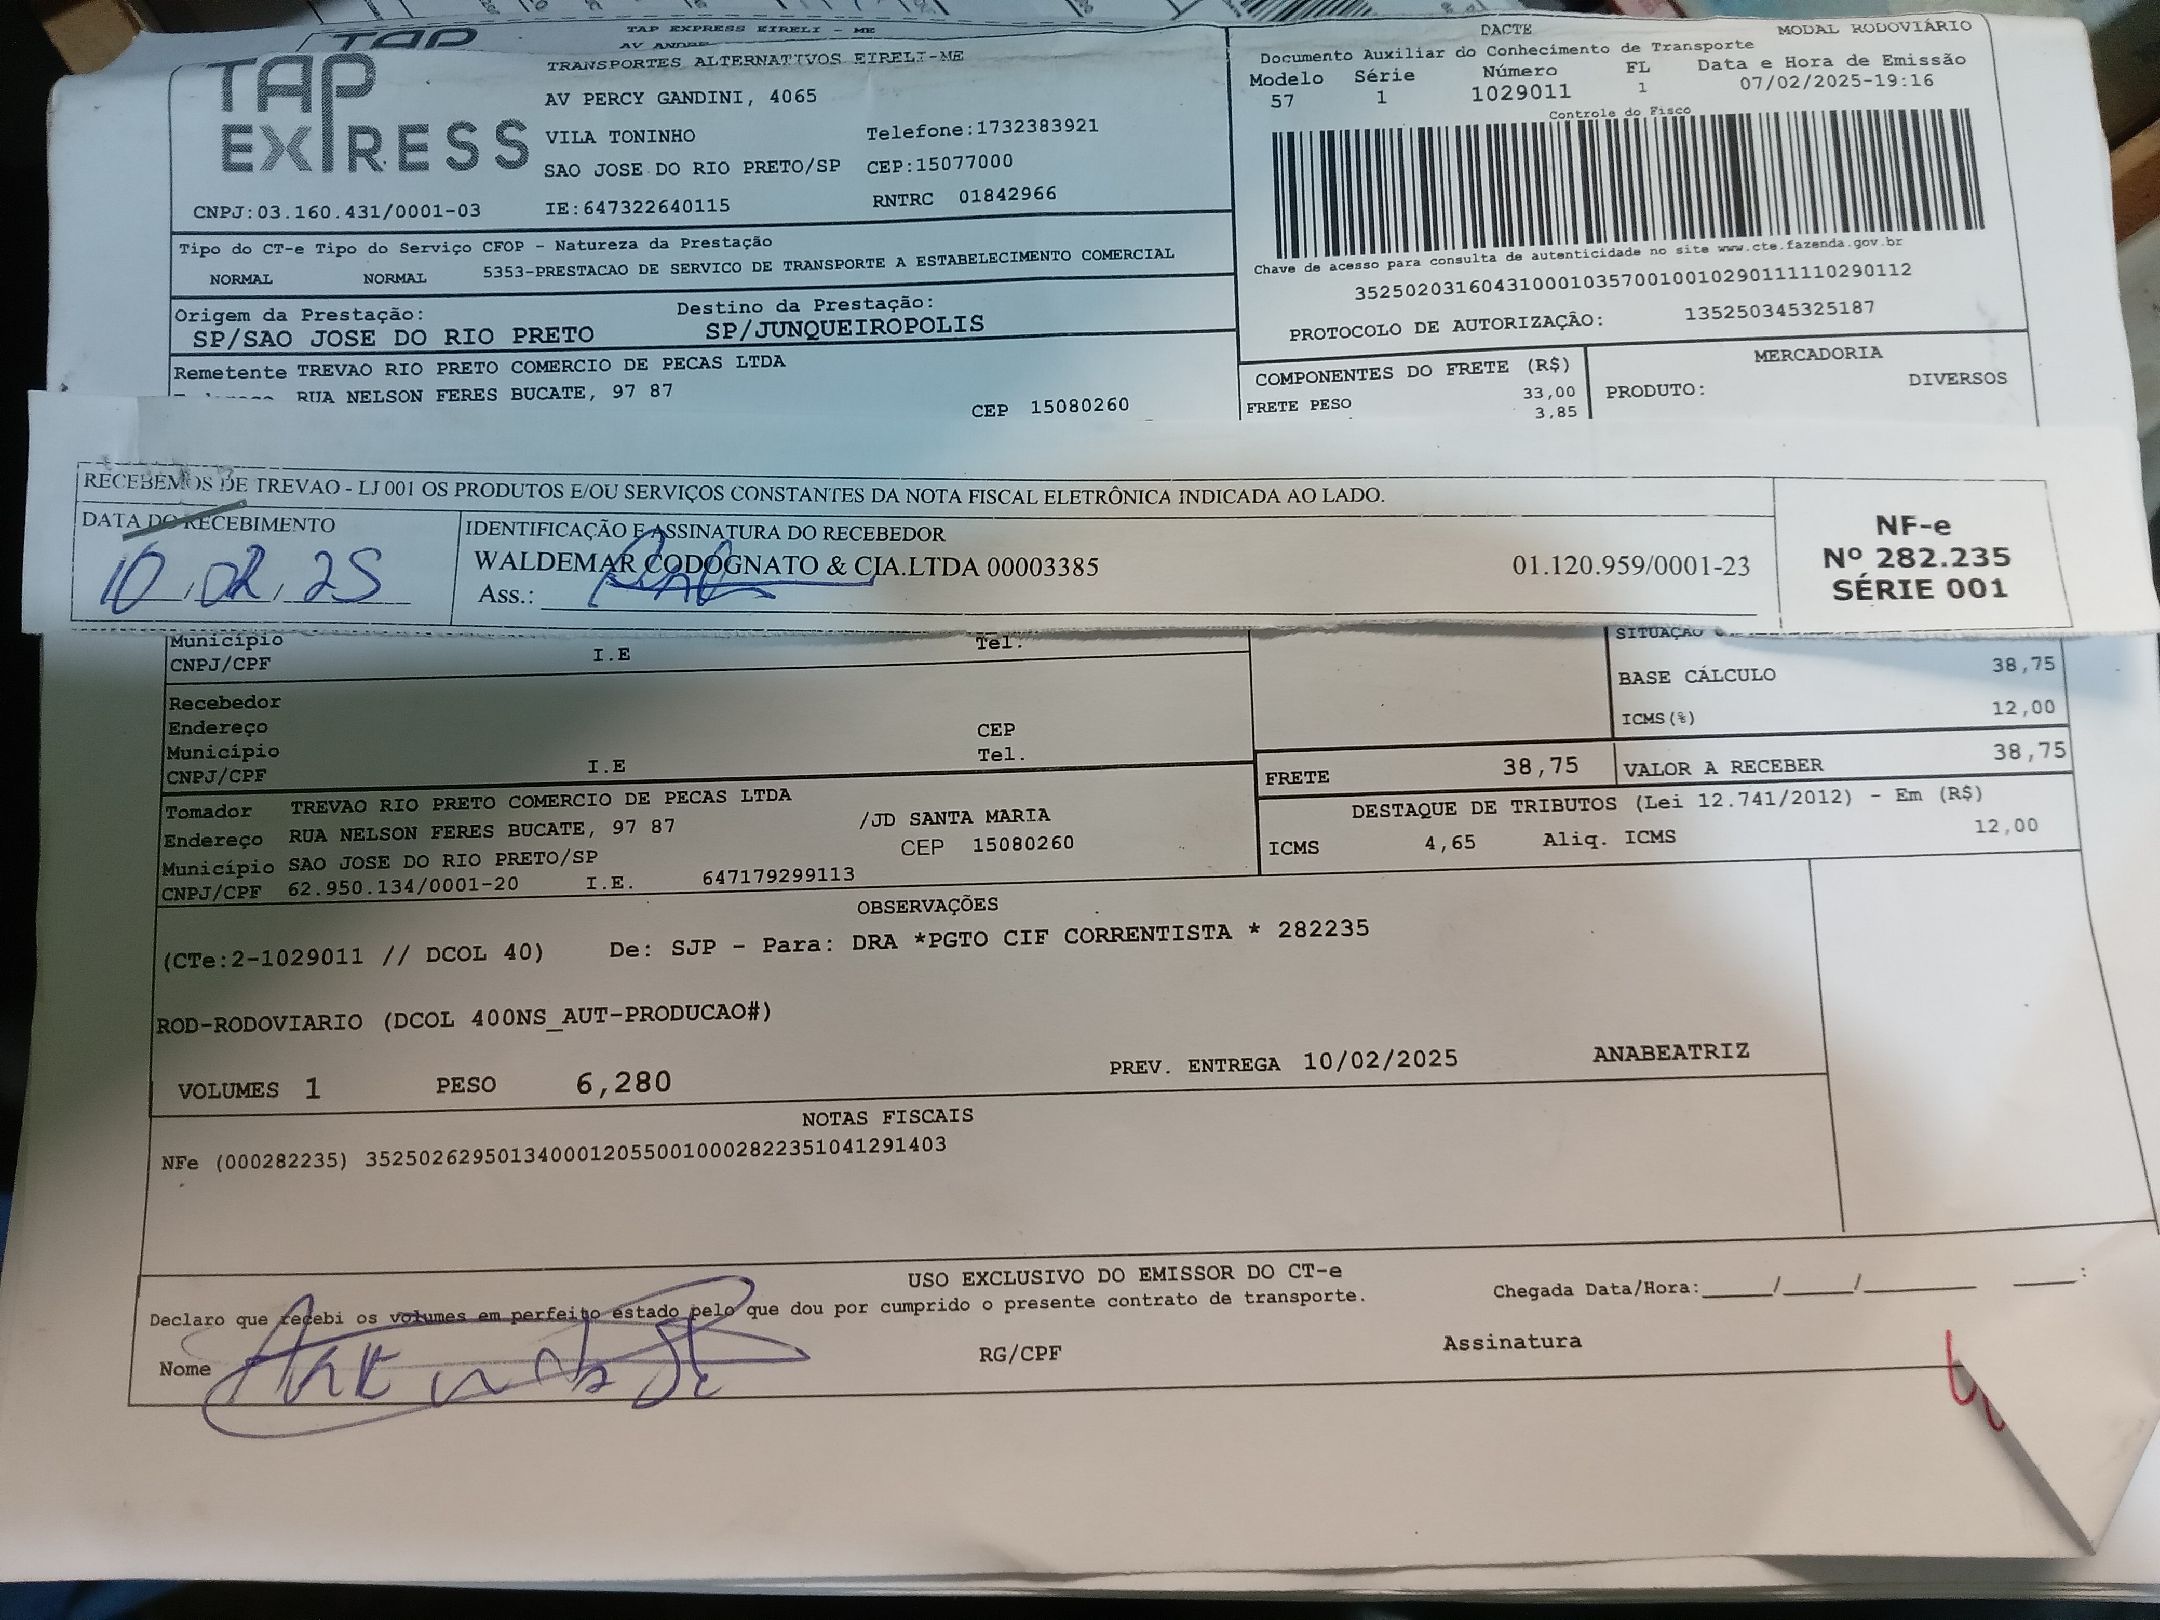 TAP
TAP EXPRESS EIRELI - ME
AV ANDRE
TAP EXPRESS
TRANSPORTES ALTERNATIVOS EIRELI-ME
AV PERCY GANDINI, 4065
VILA TONINHO Telefone:1732383921
SAO JOSE DO RIO PRETO/SP CEP:15077000
CNPJ:03.160.431/0001-03 IE:647322640115 RNTRC 01842966
DACTE MODAL RODOVIÁRIO
Documento Auxiliar do Conhecimento de Transporte
Modelo Série Número FL Data e Hora de Emissão
57 1 1029011 1 07/02/2025-19:16
Controle do Fisco
Chave de acesso para consulta de autenticidade no site www.cte.fazenda.gov.br
35250203160431000103570010010290111110290112
PROTOCOLO DE AUTORIZAÇÃO: 135250345325187
Tipo do CT-e Tipo do Serviço CFOP - Natureza da Prestação
NORMAL NORMAL 5353-PRESTACAO DE SERVICO DE TRANSPORTE A ESTABELECIMENTO COMERCIAL
Origem da Prestação: Destino da Prestação:
SP/SAO JOSE DO RIO PRETO SP/JUNQUEIROPOLIS
Remetente TREVAO RIO PRETO COMERCIO DE PECAS LTDA
RUA NELSON FERES BUCATE, 97 87
CEP 15080260
COMPONENTES DO FRETE (R$) MERCADORIA
FRETE PESO 33,00 PRODUTO: DIVERSOS
3,85
RECEBEMOS DE TREVAO - LJ 001 OS PRODUTOS E/OU SERVIÇOS CONSTANTES DA NOTA FISCAL ELETRÔNICA INDICADA AO LADO.
DATA DO RECEBIMENTO IDENTIFICAÇÃO E ASSINATURA DO RECEBEDOR
10.02.25 WALDEMAR CODOGNATO & CIA.LTDA 00003385 01.120.959/0001-23
Ass.:
NF-e
Nº 282.235
SÉRIE 001
Município Tel.
CNPJ/CPF I.E
SITUAÇÃO
BASE CÁLCULO 38,75
ICMS(%) 12,00
Recebedor
Endereço CEP
Município Tel.
CNPJ/CPF I.E
FRETE 38,75 VALOR A RECEBER 38,75
Tomador TREVAO RIO PRETO COMERCIO DE PECAS LTDA
Endereço RUA NELSON FERES BUCATE, 97 87 /JD SANTA MARIA
Município SAO JOSE DO RIO PRETO/SP CEP 15080260
CNPJ/CPF 62.950.134/0001-20 I.E. 647179299113
DESTAQUE DE TRIBUTOS (Lei 12.741/2012) - Em (R$)
ICMS 4,65 Aliq. ICMS 12,00
OBSERVAÇÕES
(CTe:2-1029011 // DCOL 40) De: SJP - Para: DRA *PGTO CIF CORRENTISTA * 282235
ROD-RODOVIARIO (DCOL 400NS_AUT-PRODUCAO#)
VOLUMES 1 PESO 6,280 PREV. ENTREGA 10/02/2025 ANABEATRIZ
NOTAS FISCAIS
NFe (000282235) 35250262950134000120550010002822351041291403
USO EXCLUSIVO DO EMISSOR DO CT-e
Declaro que recebi os volumes em perfeito estado pelo que dou por cumprido o presente contrato de transporte. Chegada Data/Hora:_____/_____/________ ____:
Nome RG/CPF Assinatura